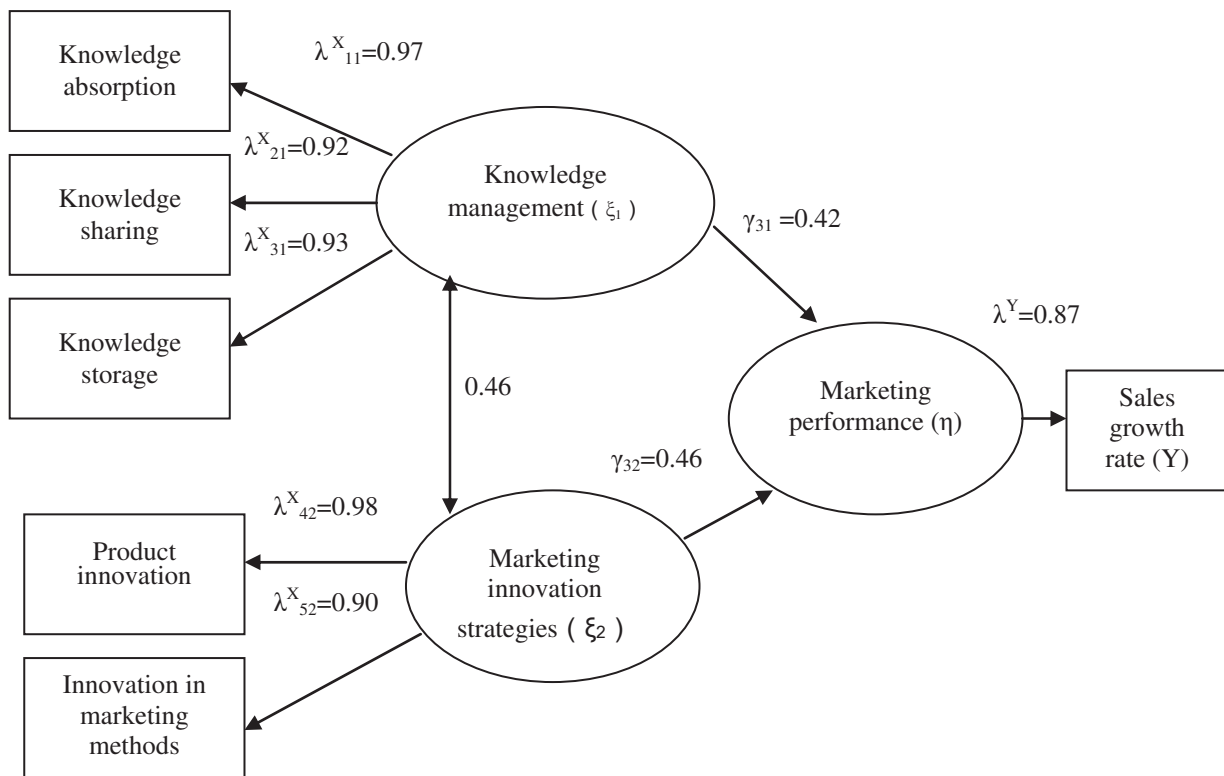 Knowledge
absorption
λX11=0.97
Knowledge
sharing
λX21=0.92
Knowledge
storage
λX31=0.93
Knowledge
management ( ξ1 )
γ31 =0.42
0.46
Marketing
performance (η)
λY=0.87
Sales
growth
rate (Y)
γ32=0.46
Product
innovation
λX42=0.98
λX52=0.90
Marketing
innovation
strategies ( ξ2 )
Innovation in
marketing
methods